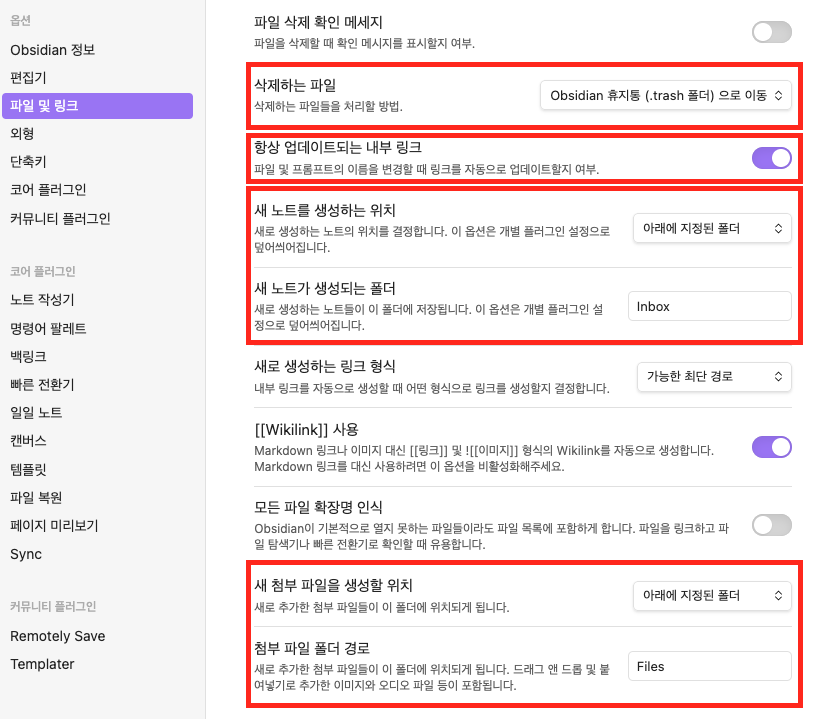 옵션
Obsidian 정보
편집기
파일 및 링크
외형
단축키
코어 플러그인
커뮤니티 플러그인
코어 플러그인
노트 작성기
명령어 팔레트
백링크
빠른 전환기
일일 노트
캔버스
템플릿
파일 복원
페이지 미리보기
Sync
커뮤니티 플러그인
Remotely Save
Templater
파일 삭제 확인 메세지
파일을 삭제할 때 확인 메시지를 표시할지 여부.
삭제하는 파일
삭제하는 파일들을 처리할 방법.
Obsidian 휴지통 (.trash 폴더) 으로 이동
항상 업데이트되는 내부 링크
파일 및 프롬프트의 이름을 변경할 때 링크를 자동으로 업데이트할지 여부.
새 노트를 생성하는 위치
새로 생성하는 노트의 위치를 결정합니다. 이 옵션은 개별 플러그인 설정으로
덮어씌어집니다.
아래에 지정된 폴더
새 노트가 생성되는 폴더
새로 생성하는 노트들이 이 폴더에 저장됩니다. 이 옵션은 개별 플러그인 설
정으로 덮어씌어집니다.
Inbox
새로 생성하는 링크 형식
내부 링크를 자동으로 생성할 때 어떤 형식으로 링크를 생성할지 결정합니다.
가능한 최단 경로
[[Wikilink]] 사용
Markdown 링크나 이미지 대신 [[링크]] 및 ![[이미지]] 형식의 Wikilink를 자동으로 생성합니다.
Markdown 링크를 대신 사용하려면 이 옵션을 비활성화해주세요.
모든 파일 확장명 인식
Obsidian이 기본적으로 열지 못하는 파일들이라도 파일 목록에 포함하게 합니다. 파일을 링크하고 파
일 탐색기나 빠른 전환기로 확인할 때 유용합니다.
새 첨부 파일을 생성할 위치
새로 추가한 첨부 파일들이 이 폴더에 위치되게 됩니다.
아래에 지정된 폴더
첨부 파일 폴더 경로
새로 추가한 첨부 파일들이 이 폴더에 위치되게 됩니다. 드래그 앤 드롭 및 붙
여넣기로 추가한 이미지와 오디오 파일 등이 포함됩니다.
Files